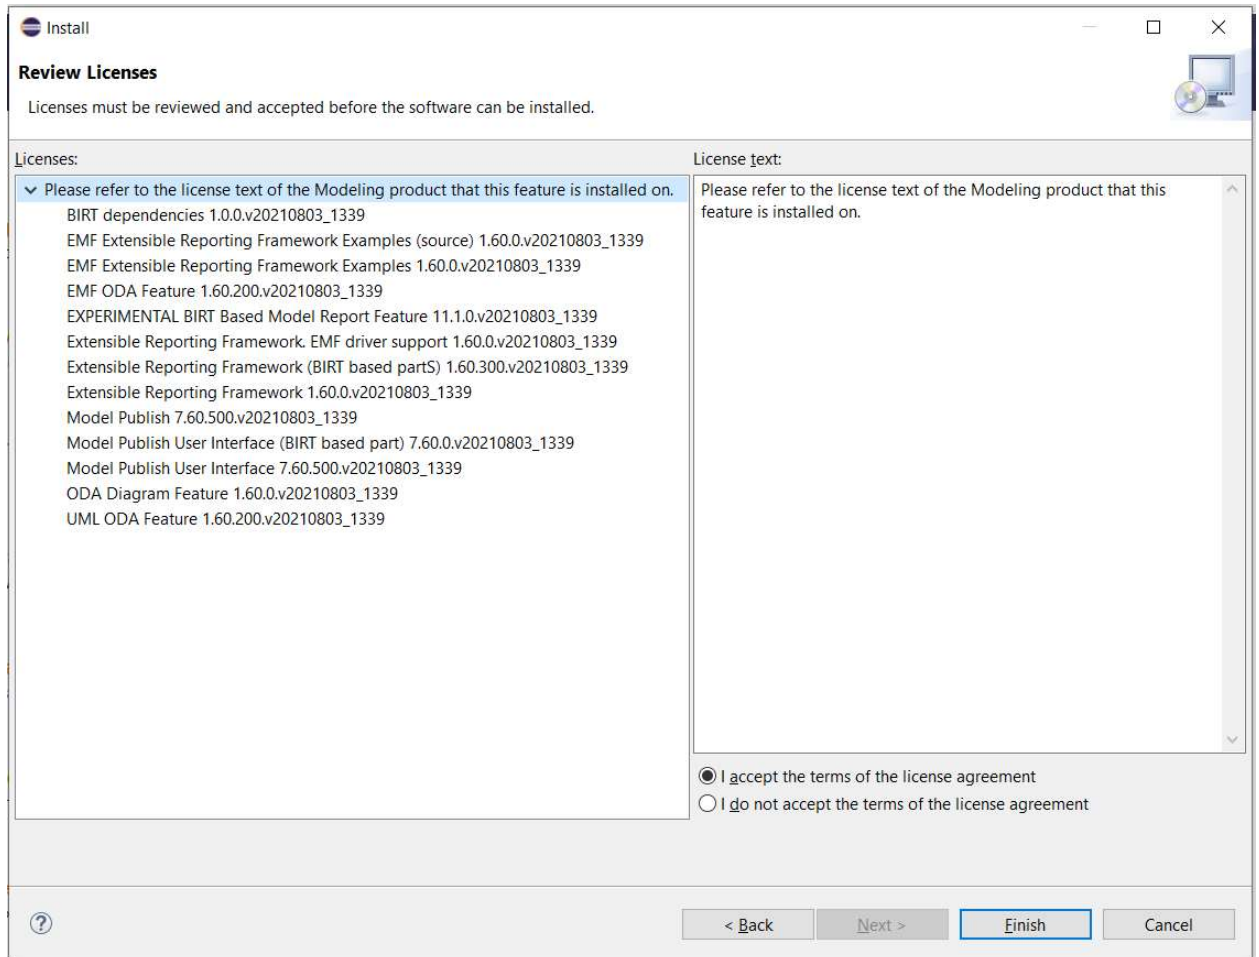 Install
Review Licenses
Licenses must be reviewed and accepted before the software can be installed.
Licenses:
Please refer to the license text of the Modeling product that this feature is installed on.
BIRT dependencies 1.0.0.v20210803_1339
EMF Extensible Reporting Framework Examples (source) 1.60.0.v20210803_1339
EMF Extensible Reporting Framework Examples 1.60.0.v20210803_1339
EMF ODA Feature 1.60.200.v20210803_1339
EXPERIMENTAL BIRT Based Model Report Feature 11.1.0.v20210803_1339
Extensible Reporting Framework. EMF driver support 1.60.0.v20210803_1339
Extensible Reporting Framework (BIRT based partS) 1.60.300.v20210803_1339
Extensible Reporting Framework 1.60.0.v20210803_1339
Model Publish 7.60.500.v20210803_1339
Model Publish User Interface (BIRT based part) 7.60.0.v20210803_1339
Model Publish User Interface 7.60.500.v20210803_1339
ODA Diagram Feature 1.60.0.v20210803_1339
UML ODA Feature 1.60.200.v20210803_1339
License text:
Please refer to the license text of the Modeling product that this
feature is installed on.
I accept the terms of the license agreement
I do not accept the terms of the license agreement
?
< Back
Next >
Finish
Cancel